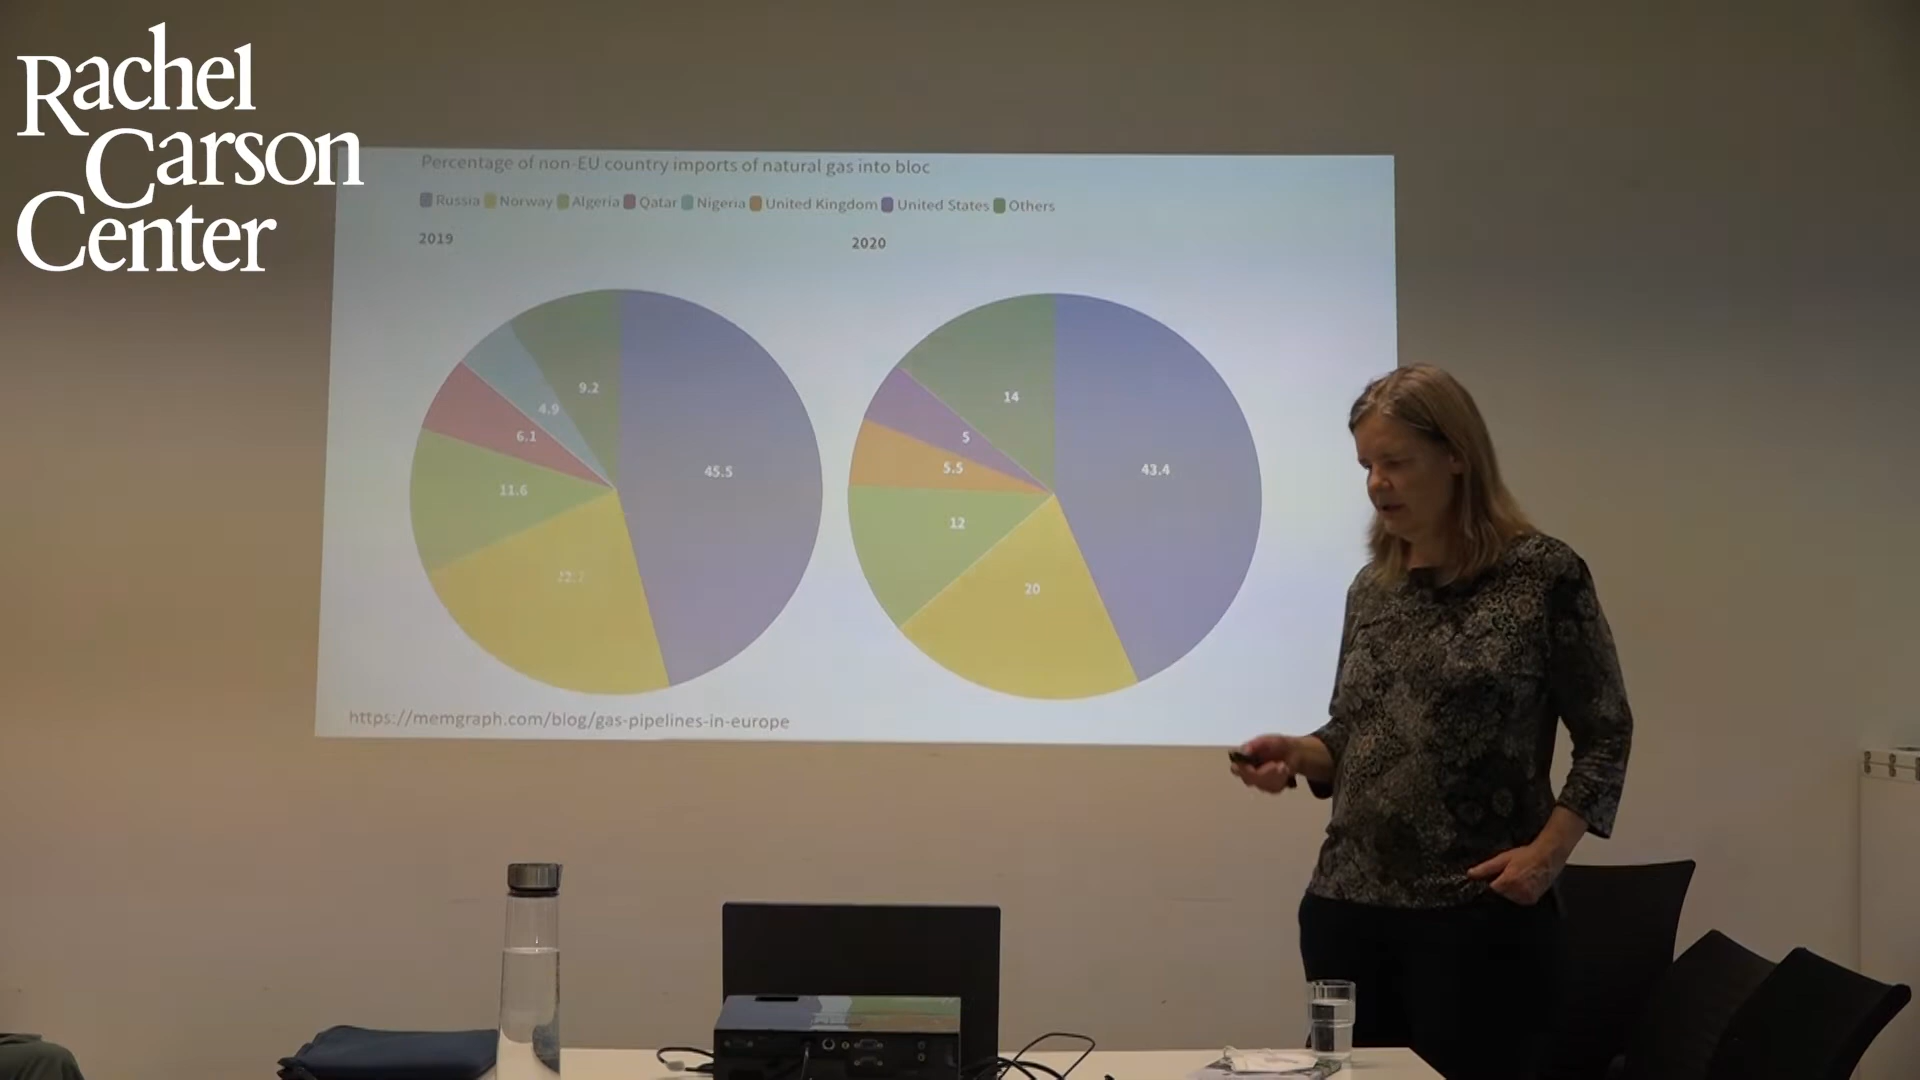 Rachel
Carson
Center
Percentage of non-EU country imports of natural gas into bloc
Russia Norway Algeria Qatar Nigeria United Kingdom United States Others
2019
2020
9.2
4.9
6.1
11.6
45.5
14
5
5.5
12
20
43.4
https://memgraph.com/blog/gas-pipelines-in-europe